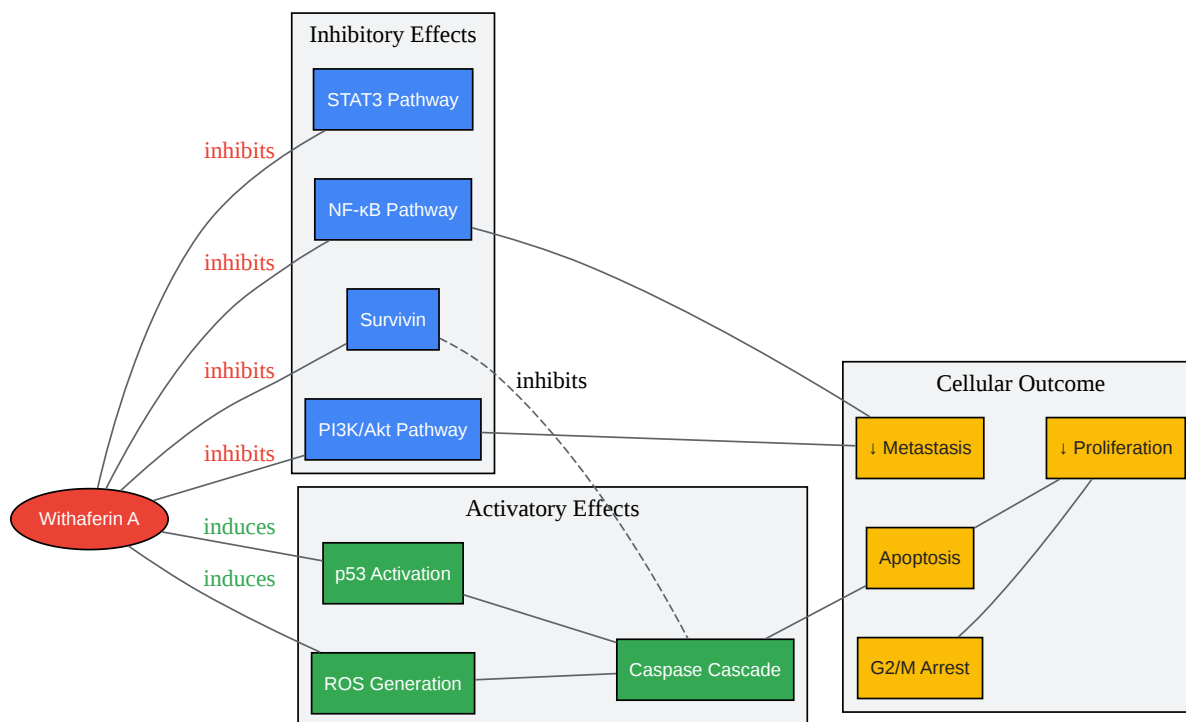 Inhibitory Effects
STAT3 Pathway
inhibits
NF-κB Pathway
inhibits
Survivin
inhibits
inhibits
PI3K/Akt Pathway
inhibits
Cellular Outcome
↓ Metastasis
↓ Proliferation
Apoptosis
G2/M Arrest
Withaferin A
Activatory Effects
induces
p53 Activation
induces
ROS Generation
Caspase Cascade